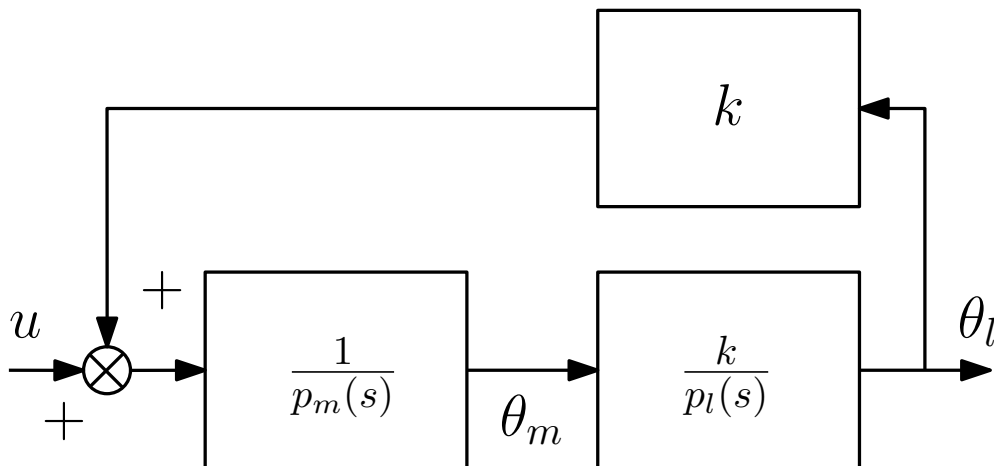 k
+
u
+
1
p_m(s)
θ_m
k
p_l(s)
θ_l